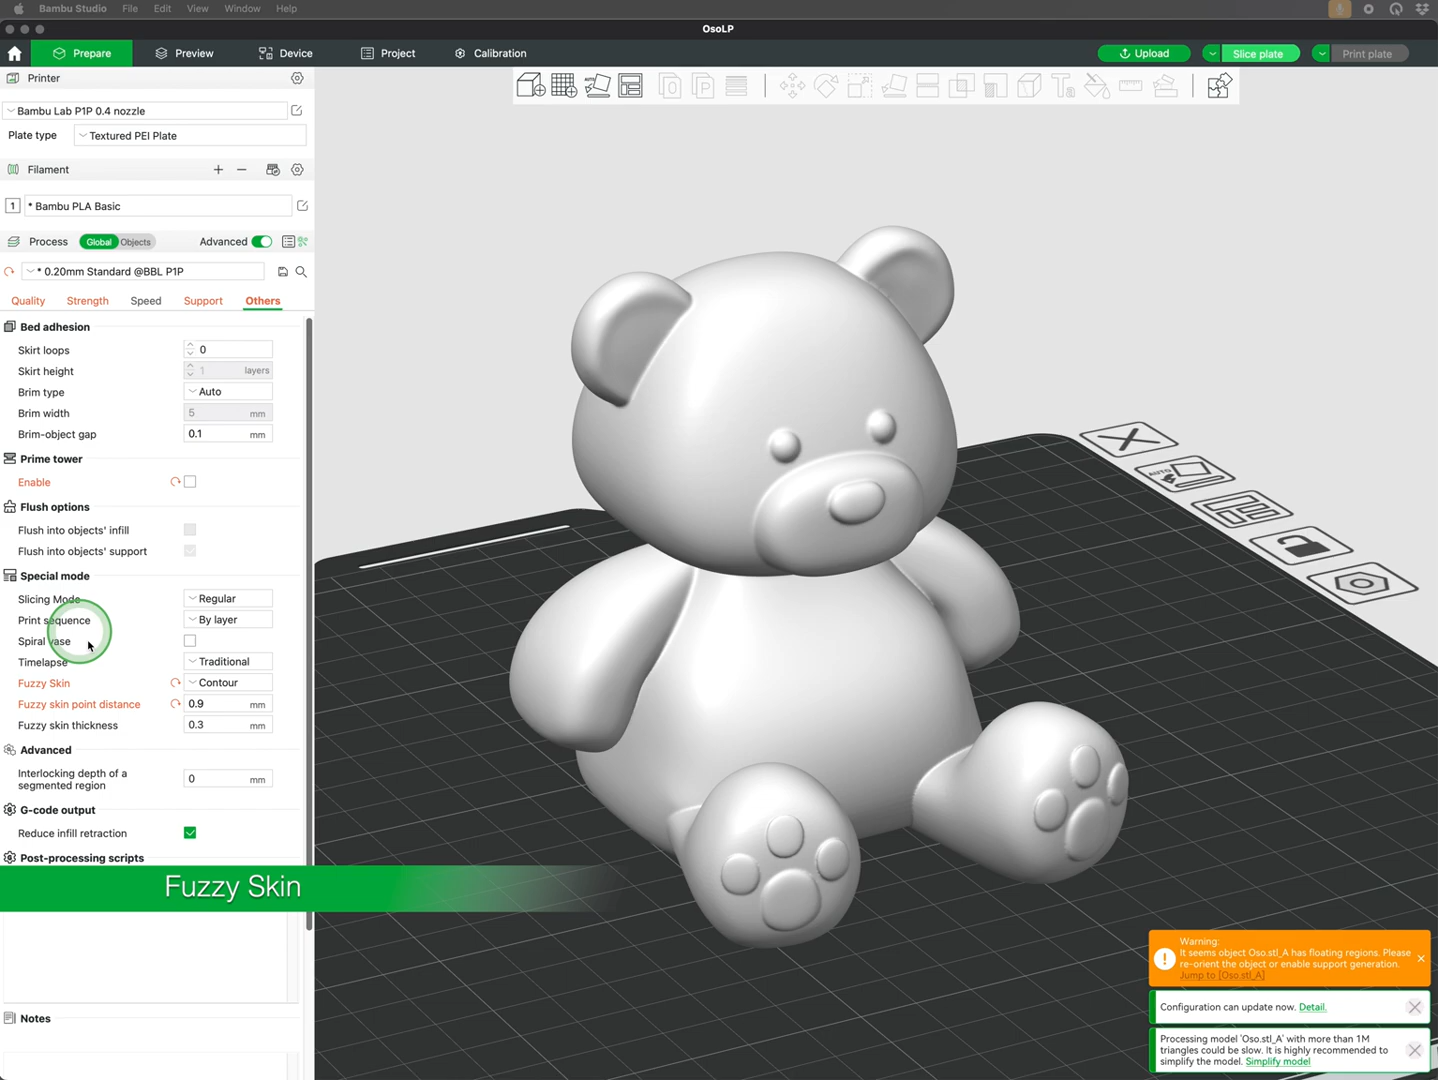 Bambu Studio File Edit View Window Help
OsoLP
Prepare Preview Device Project Calibration Upload Slice plate Print plate
Printer
Bambu Lab P1P 0.4 nozzle
Plate type Textured PEI Plate
Filament
1 * Bambu PLA Basic
Process Global Objects Advanced
* 0.20mm Standard @BBL P1P
Quality Strength Speed Support Others
Bed adhesion
Skirt loops 0
Skirt height 1 layers
Brim type Auto
Brim width 5 mm
Brim-object gap 0.1 mm
Prime tower
Enable
Flush options
Flush into objects' infill
Flush into objects' support
Special mode
Slicing Mode Regular
Print sequence By layer
Spiral vase
Timelapse Traditional
Fuzzy Skin Contour
Fuzzy skin point distance 0.9 mm
Fuzzy skin thickness 0.3 mm
Advanced
Interlocking depth of a
segmented region 0 mm
G-code output
Reduce infill retraction
Post-processing scripts
Fuzzy Skin
Notes
AUTO
Warning:
It seems object Oso.stl_A has floating regions. Please
re-orient the object or enable support generation.
Jump to [Oso.stl_A]
Configuration can update now. Detail.
Processing model 'Oso.stl_A' with more than 1M
triangles could be slow. It is highly recommended to
simplify the model. Simplify model